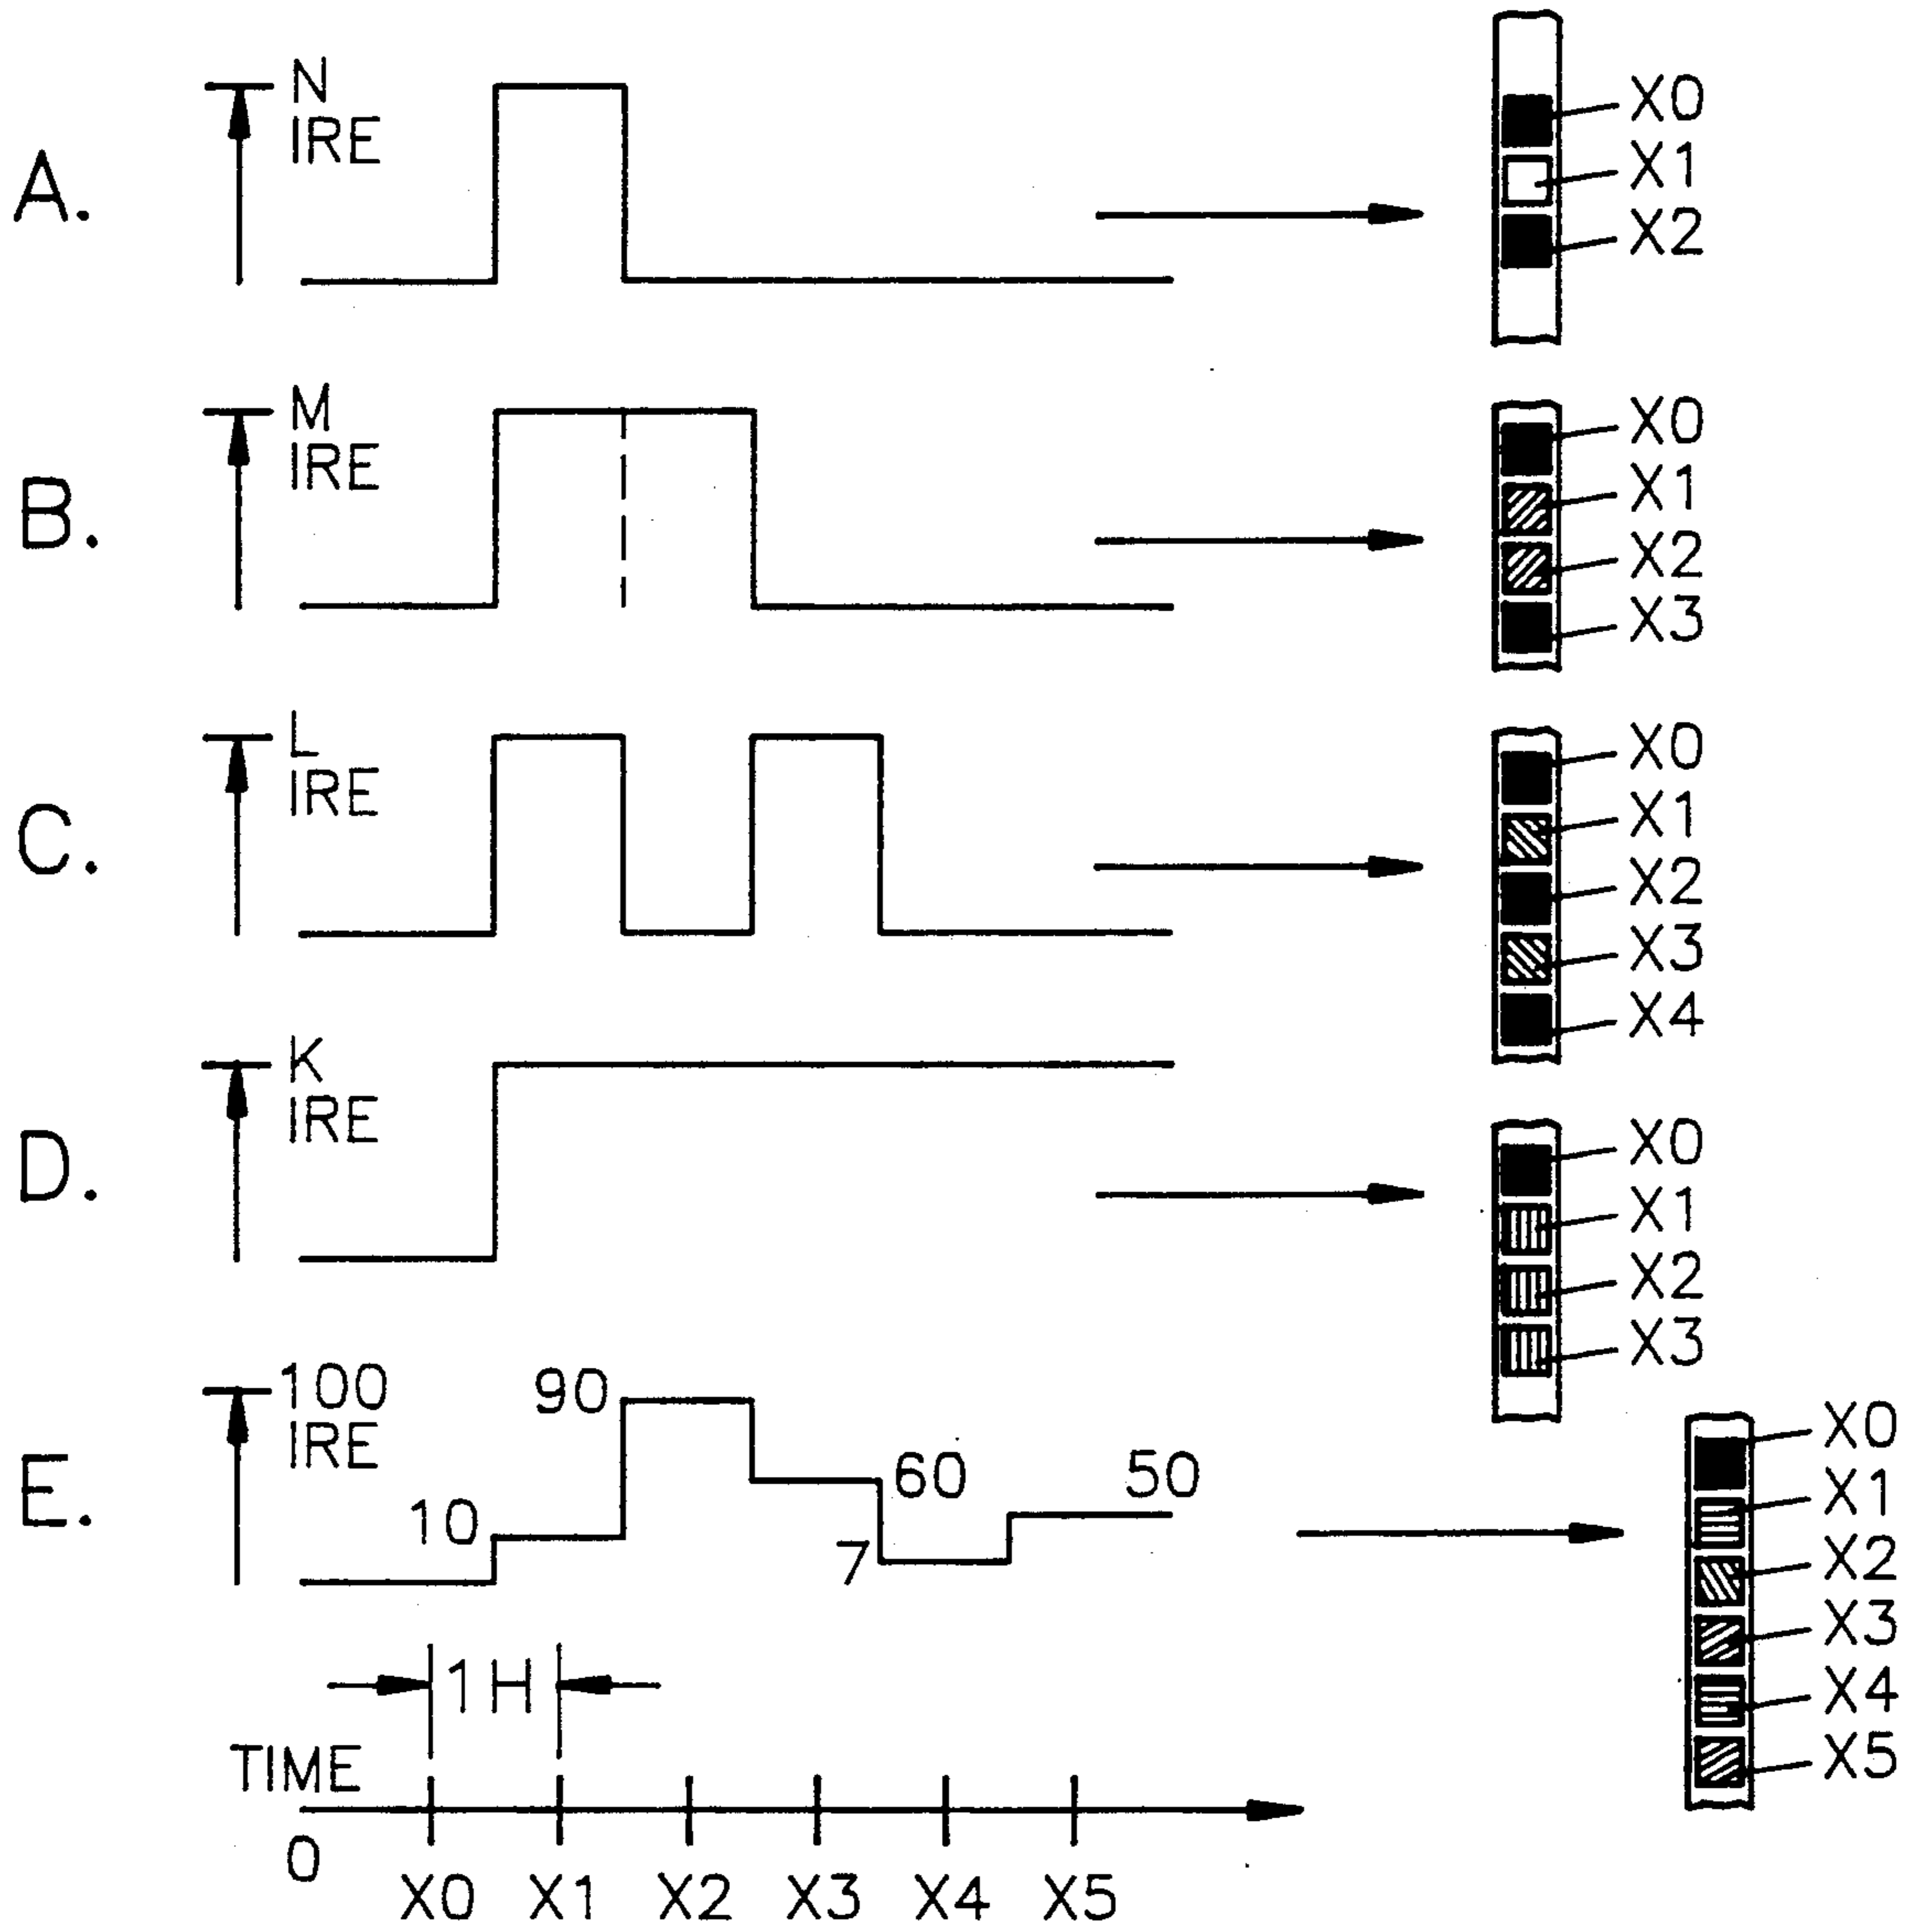 A.
N
IRE
X0
X1
X2
B.
M
IRE
X0
X1
X2
X3
C.
L
IRE
X0
X1
X2
X3
X4
D.
K
IRE
X0
X1
X2
X3
E.
100
IRE
10
90
60
7
50
X0
X1
X2
X3
X4
X5
1H
TIME
0
X0 X1 X2 X3 X4 X5